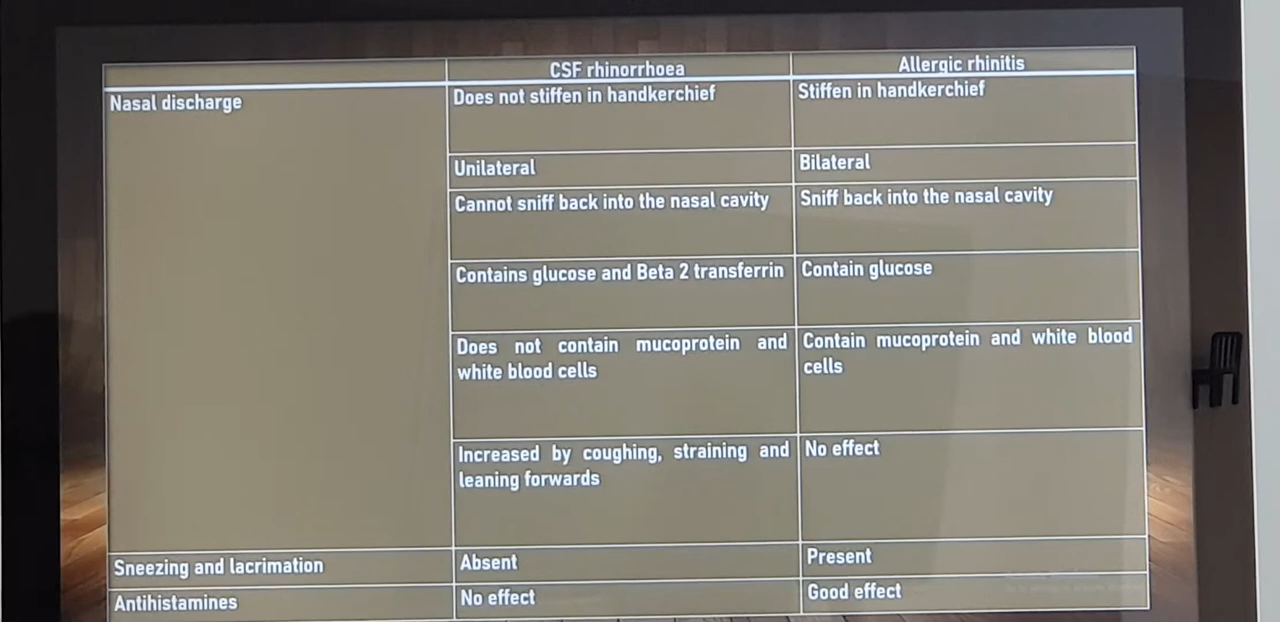 CSF rhinorrhoea
Allergic rhinitis
Nasal discharge
Does not stiffen in handkerchief
Stiffen in handkerchief
Unilateral
Bilateral
Cannot sniff back into the nasal cavity
Sniff back into the nasal cavity
Contains glucose and Beta 2 transferrin
Contain glucose
Does not contain mucoprotein and
white blood cells
Contain mucoprotein and white blood
cells
Increased by coughing, straining and
leaning forwards
No effect
Sneezing and lacrimation
Absent
Present
Antihistamines
No effect
Good effect